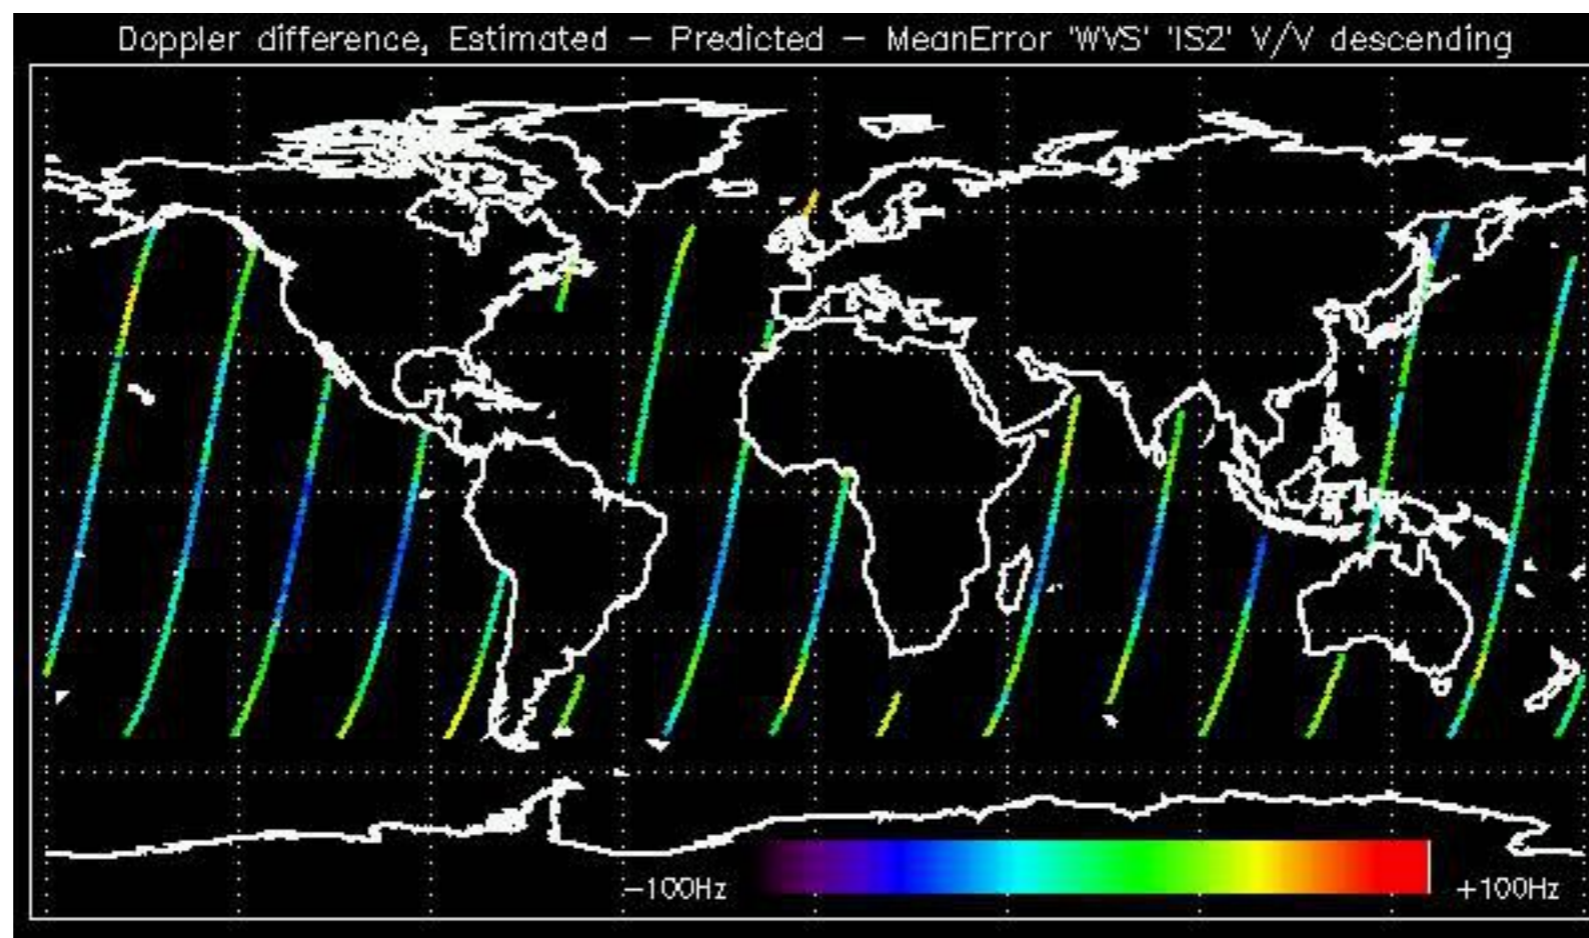 Doppler difference, Estimated – Predicted – MeanError 'WVS' 'IS2' V/V descending
-100Hz +100Hz